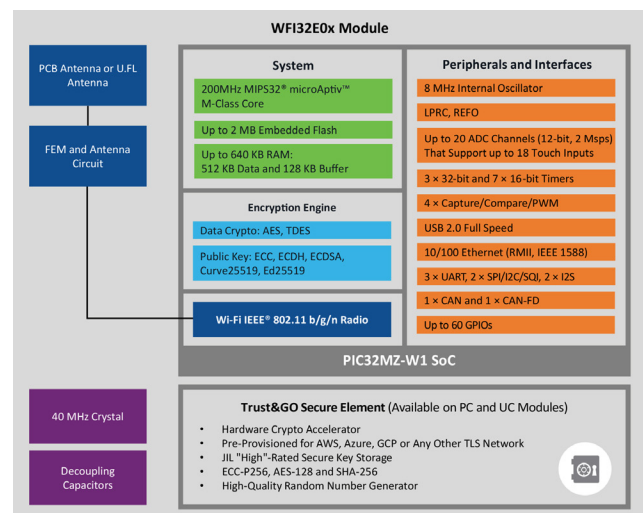 WFI32E0x Module
PCB Antenna or U.FL
Antenna
FEM and Antenna
Circuit
System
200MHz MIPS32® microAptiv™
M-Class Core
Up to 2 MB Embedded Flash
Up to 640 KB RAM:
512 KB Data and 128 KB Buffer
Encryption Engine
Data Crypto: AES, TDES
Public Key: ECC, ECDH, ECDSA,
Curve25519, Ed25519
Wi-Fi IEEE® 802.11 b/g/n Radio
Peripherals and Interfaces
8 MHz Internal Oscillator
LPRC, REFO
Up to 20 ADC Channels (12-bit, 2 Msps)
That Support up to 18 Touch Inputs
3 × 32-bit and 7 × 16-bit Timers
4 × Capture/Compare/PWM
USB 2.0 Full Speed
10/100 Ethernet (RMII, IEEE 1588)
3 × UART, 2 × SPI/I2C/SQI, 2 × I2S
1 × CAN and 1 × CAN-FD
Up to 60 GPIOs
PIC32MZ-W1 SoC
40 MHz Crystal
Decoupling
Capacitors
Trust&GO Secure Element (Available on PC and UC Modules)
• Hardware Crypto Accelerator
• Pre-Provisioned for AWS, Azure, GCP or Any Other TLS Network
• JIL "High"-Rated Secure Key Storage
• ECC-P256, AES-128 and SHA-256
• High-Quality Random Number Generator